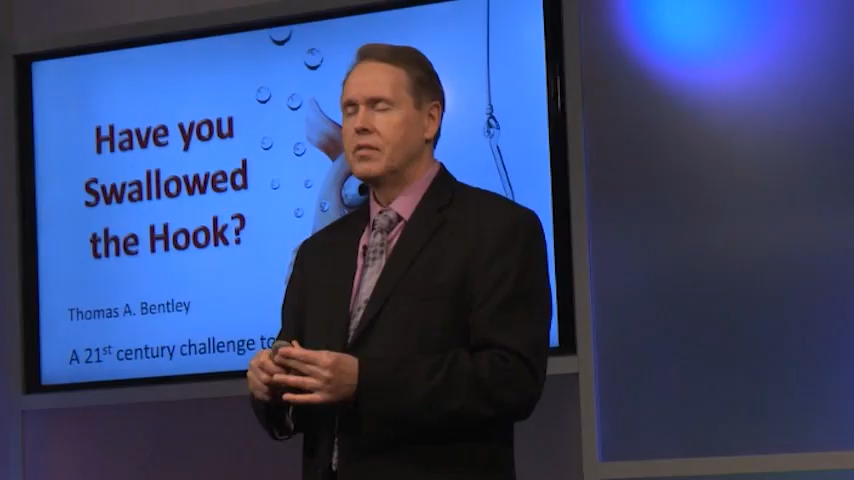 Have you
Swallowed
the Hook?
Thomas A. Bentley
A 21st century challenge to